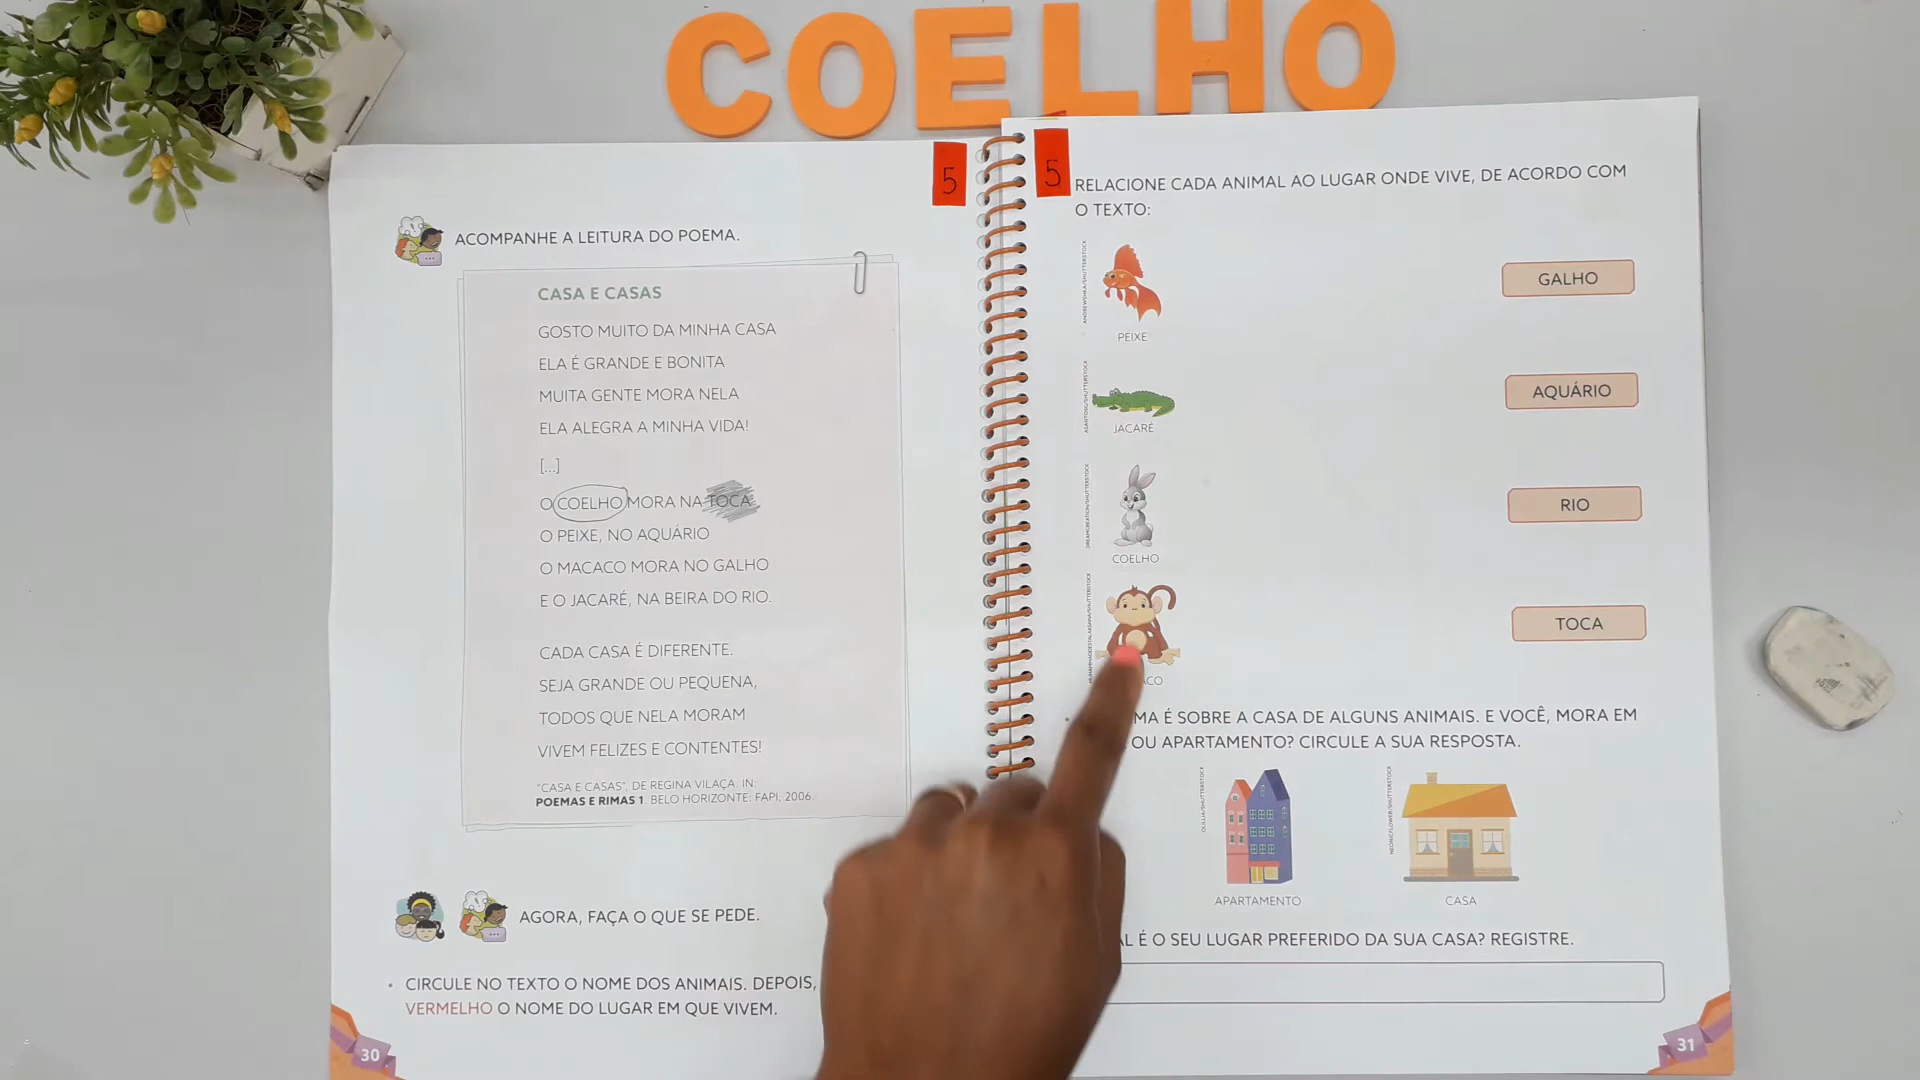 COELHO
5
ACOMPANHE A LEITURA DO POEMA.
CASA E CASAS
GOSTO MUITO DA MINHA CASA
ELA É GRANDE E BONITA
MUITA GENTE MORA NELA
ELA ALEGRA A MINHA VIDA!
[...]
O COELHO MORA NA TOCA
O PEIXE, NO AQUÁRIO
O MACACO MORA NO GALHO
E O JACARÉ, NA BEIRA DO RIO.
CADA CASA É DIFERENTE.
SEJA GRANDE OU PEQUENA,
TODOS QUE NELA MORAM
VIVEM FELIZES E CONTENTES!
"CASA E CASAS", DE REGINA VILAÇA. IN:
POEMAS E RIMAS 1. BELO HORIZONTE: FAPI, 2006.
AGORA, FAÇA O QUE SE PEDE.
• CIRCULE NO TEXTO O NOME DOS ANIMAIS. DEPOIS,
VERMELHO O NOME DO LUGAR EM QUE VIVEM.
30
5
RELACIONE CADA ANIMAL AO LUGAR ONDE VIVE, DE ACORDO COM
O TEXTO:
PEIXE
GALHO
JACARÉ
AQUÁRIO
COELHO
RIO
CO
TOCA
MA É SOBRE A CASA DE ALGUNS ANIMAIS. E VOCÊ, MORA EM
OU APARTAMENTO? CIRCULE A SUA RESPOSTA.
APARTAMENTO
CASA
É O SEU LUGAR PREFERIDO DA SUA CASA? REGISTRE.
31